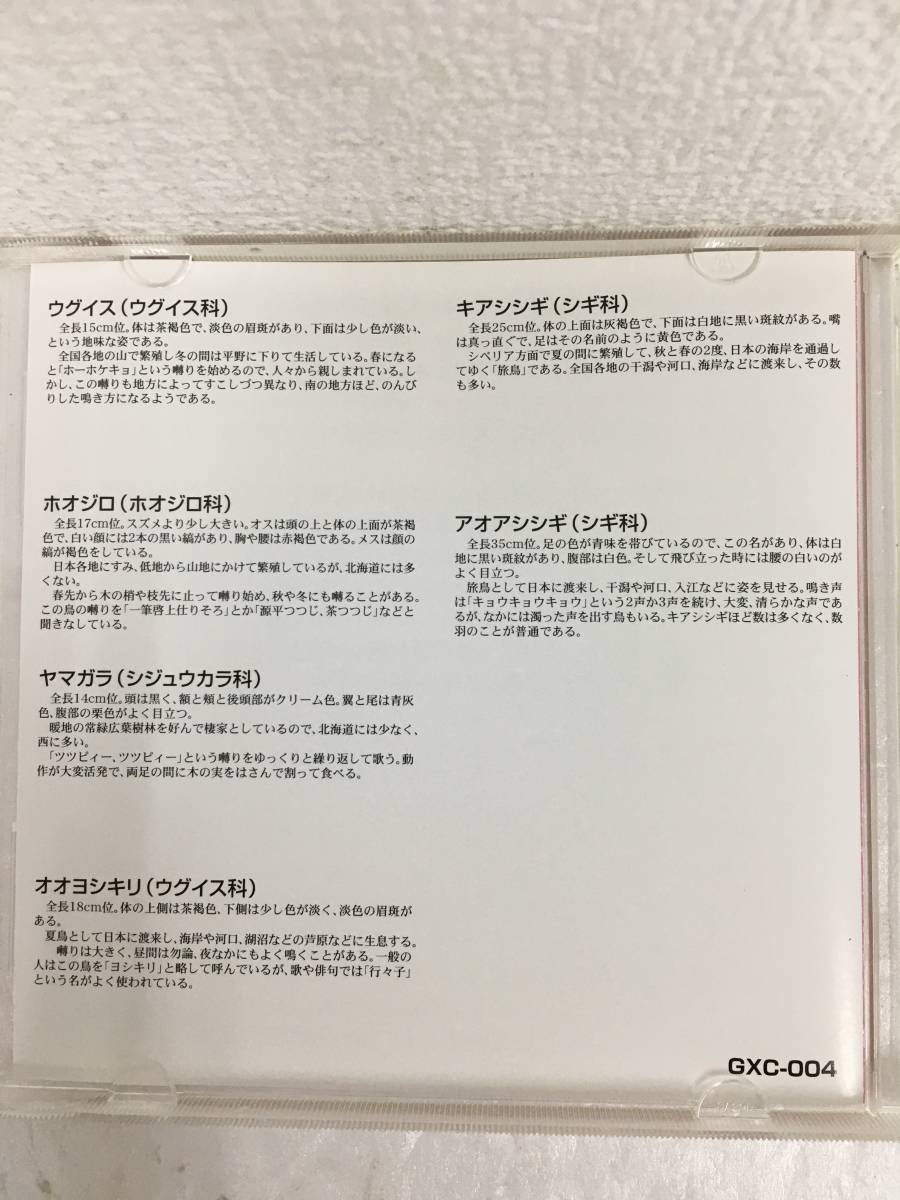 ウグイス（ウグイス科）
全長15cm位。体は茶褐色で、淡色の眉斑があり、下面は少し色が淡い、
という地味な姿である。
全国各地の山で繁殖し冬の間は平野に下りて生活している。春になる
と「ホーホケキョ」という囀りを始めるので、人々から親しまれている。し
かし、この囀りも地方によってすこしづつ異なり、南の地方ほど、のんび
りした鳴き方になるようである。
ホオジロ（ホオジロ科）
全長17cm位。スズメより少し大きい。オスは頭の上と体の上面が茶褐
色で、白い顔には2本の黒い縞があり、胸や腰は赤褐色である。メスは顔の
縞が褐色をしている。
日本各地にすみ、低地から山地にかけて繁殖しているが、北海道には多
くない。
春先から木の梢や枝先に止って囀り始め、秋や冬にも囀ることがある。
この鳥の囀りを「一筆啓上仕りそろ」とか「源平つつじ、茶つつじ」などと
聞きなしている。
ヤマガラ（シジュウカラ科）
全長14cm位。頭は黒く、額と頬と後頭部がクリーム色。翼と尾は青灰
色、腹部の栗色がよく目立つ。
暖地の常緑広葉樹林を好んで棲家としているので、北海道には少なく、
西に多い。
「ツツピィー、ツツピィー」という囀りをゆっくりと繰り返して歌う。動
作が大変活発で、両足の間に木の実をはさんで割って食べる。
オオヨシキリ（ウグイス科）
全長18cm位。体の上側は茶褐色、下側は少し色が淡く、淡色の眉斑が
ある。
夏鳥として日本に渡来し、海岸や河口、湖沼などの芦原などに生息する。
囀りは大きく、昼間は勿論、夜なかにもよく鳴くことがある。一般の
人はこの鳥を「ヨシキリ」と略して呼んでいるが、歌や俳句では「行々子」
という名がよく使われている。
キアシシギ（シギ科）
全長25cm位。体の上面は灰褐色で、下面は白地に黒い斑紋がある。嘴
は真っ直ぐで、足はその名前のように黄色である。
シベリア方面で夏の間に繁殖して、秋と春の2度、日本の海岸を通過し
てゆく「旅鳥」である。全国各地の干潟や河口、海岸などに渡来し、その数
も多い。
アオアシシギ（シギ科）
全長35cm位。足の色が青味を帯びているので、この名があり、体は白
地に黒い斑紋があり、腹部は白色。そして飛び立った時には腰の白いのが
よく目立つ。
旅鳥として日本に渡来し、干潟や河口、入江などに姿を見せる。鳴き声
は「キョウキョウキョウ」という2声か3声を続け、大変、清らかな声であ
るが、なかには濁った声を出す鳥もいる。キアシシギほど数は多くなく、数
羽のことが普通である。
GXC-004